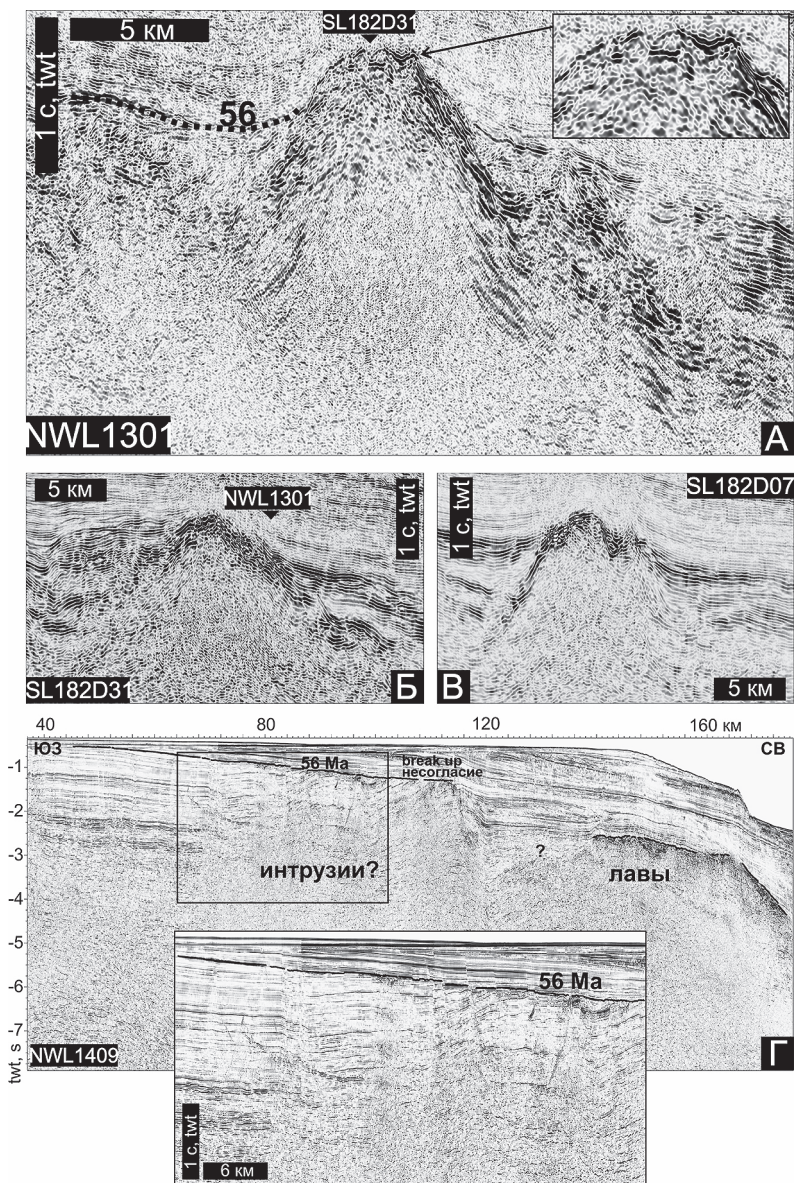 SL182D31
5 км
1 с, twt
56
NWL1301
А
5 км
NWL1301
1 с, twt
SL182D31
Б
1 с, twt
SL182D07
В
5 км
40 80 120 160 км
ЮЗ
СВ
56 Ма
break up
несогласие
-1
-2
-3
-4
-5
-6
-7
twt, s
интрузии?
?
лавы
NWL1409
Г
56 Ма
1 с, twt
6 км